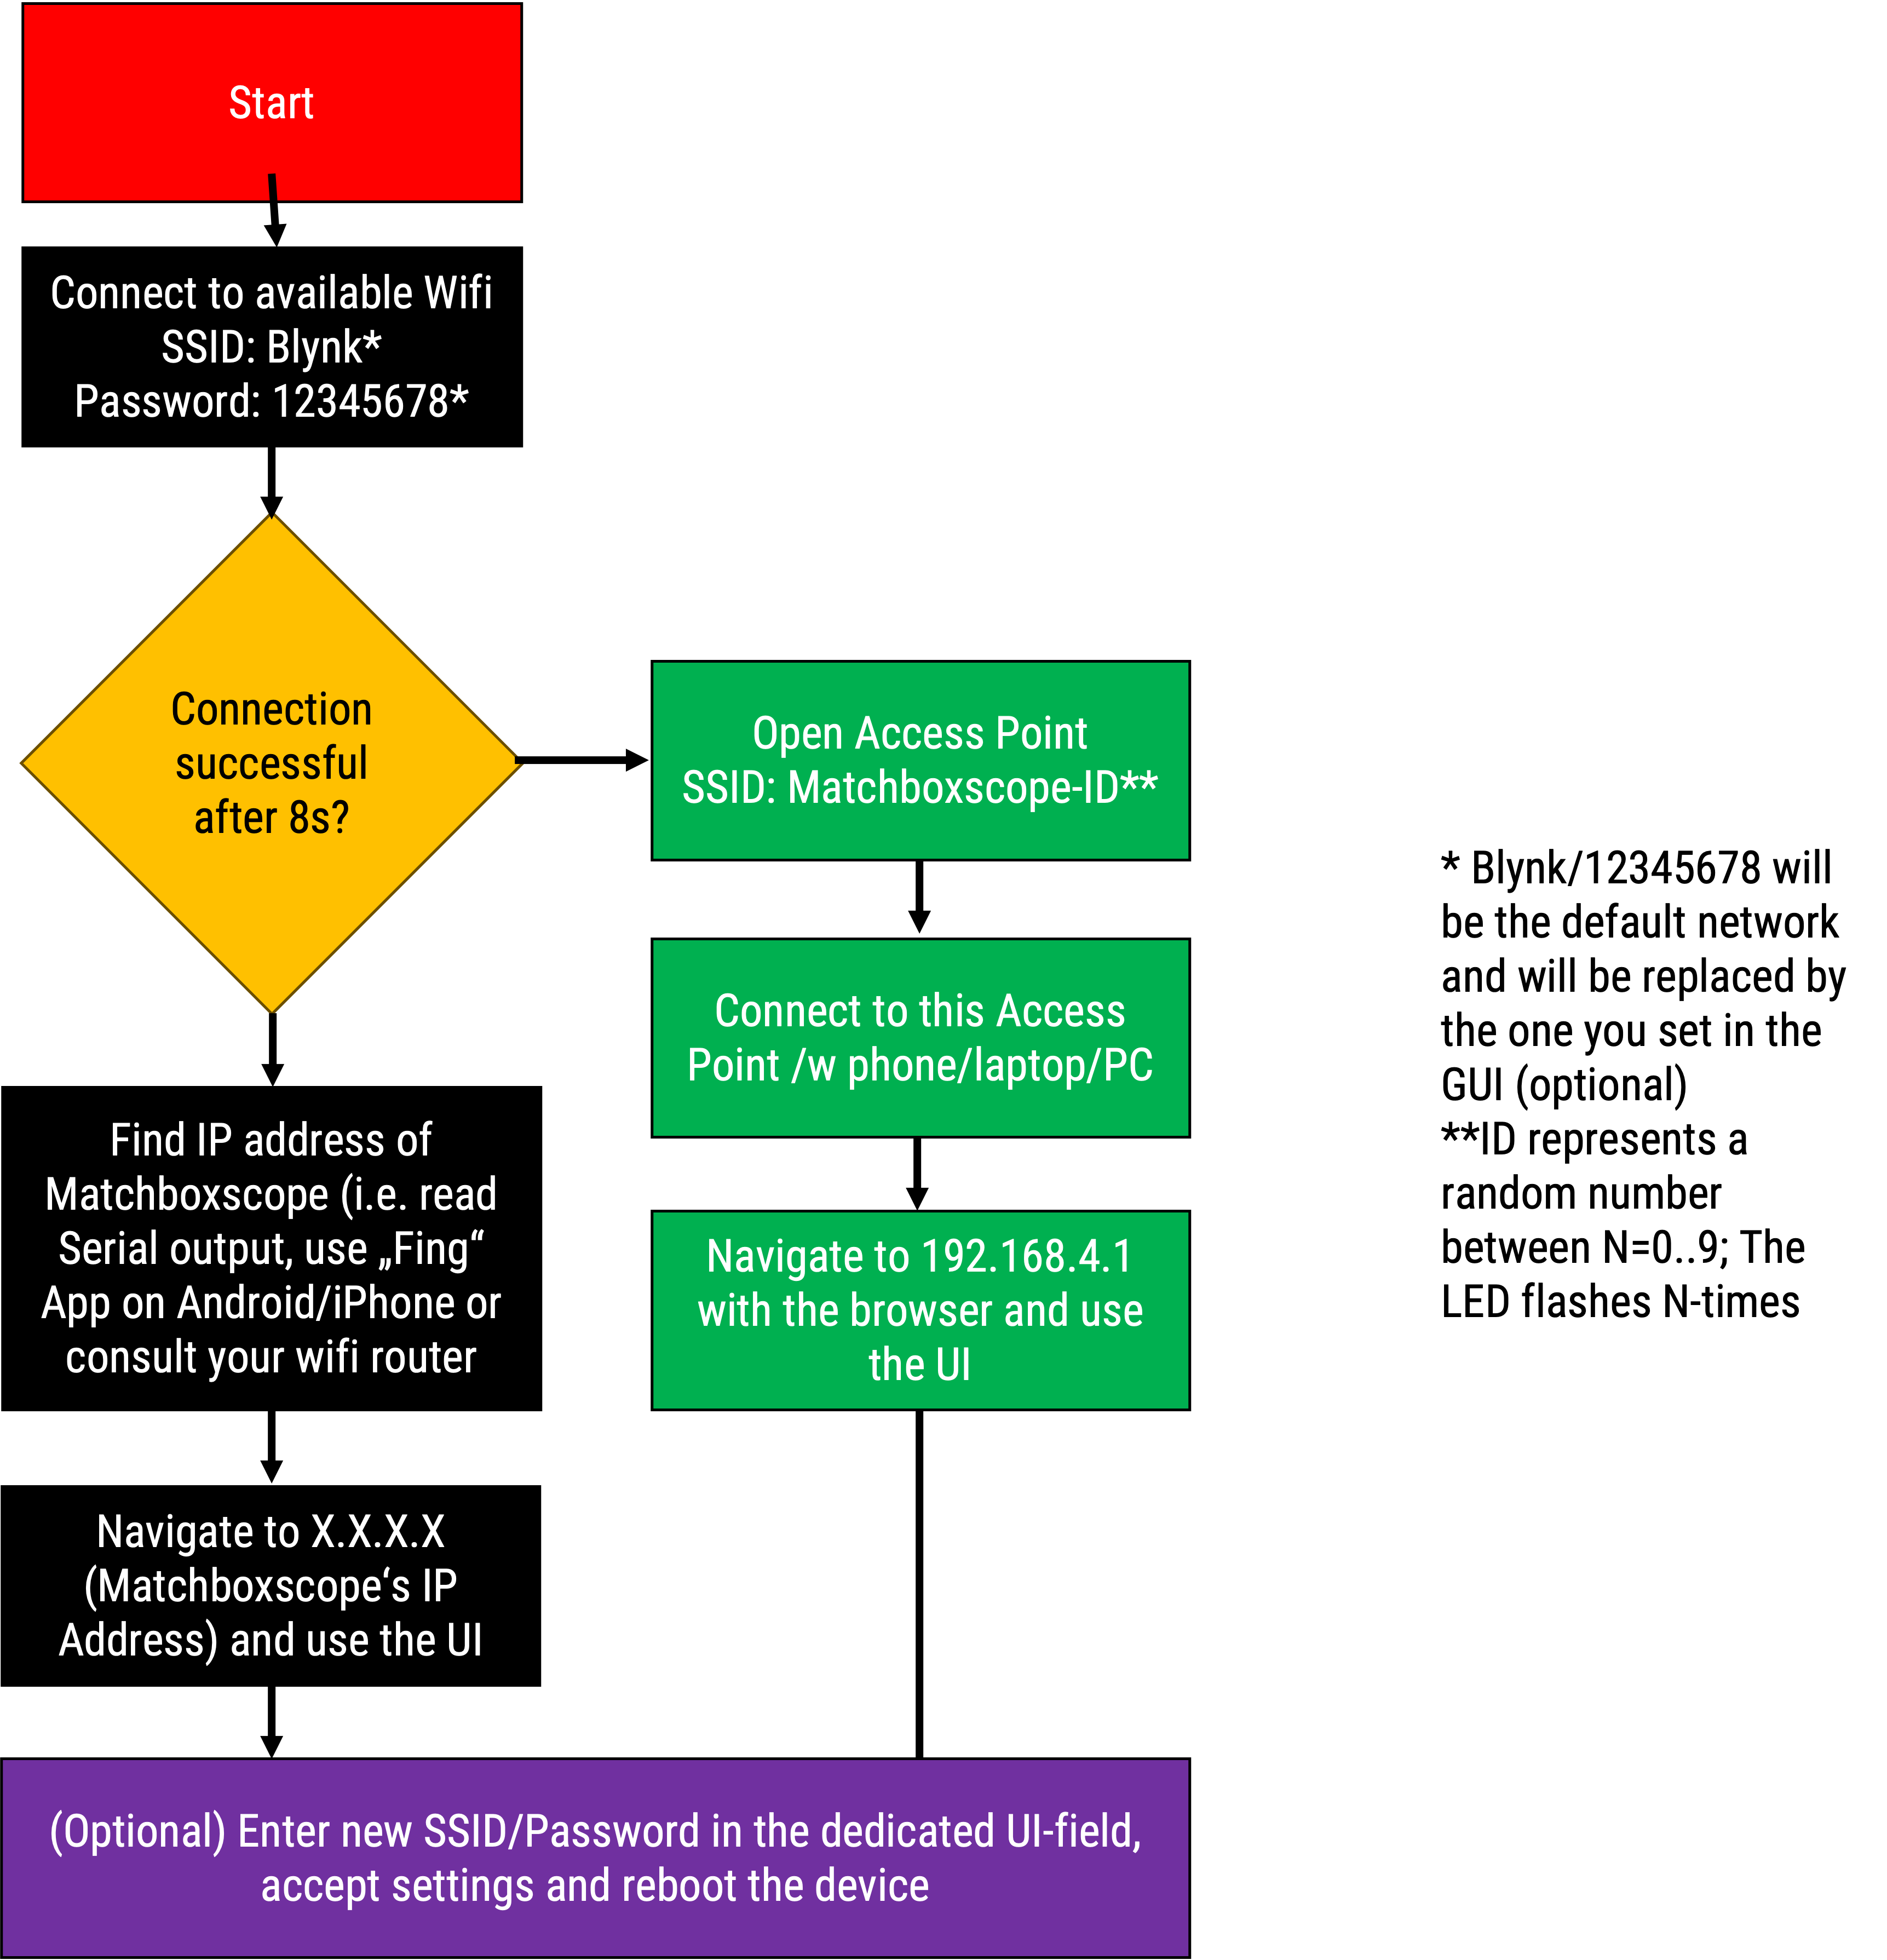 Start
Connect to available Wifi
SSID: Blynk*
Password: 12345678*
Connection
successful
after 8s?
Open Access Point
SSID: Matchboxscope-ID**
Connect to this Access
Point /w phone/laptop/PC
Navigate to 192.168.4.1
with the browser and use
the UI
Find IP address of
Matchboxscope (i.e. read
Serial output, use „Fing“
App on Android/iPhone or
consult your wifi router
Navigate to X.X.X.X
(Matchboxscope‘s IP
Address) and use the UI
(Optional) Enter new SSID/Password in the dedicated UI-field,
accept settings and reboot the device
* Blynk/12345678 will
be the default network
and will be replaced by
the one you set in the
GUI (optional)
**ID represents a
random number
between N=0..9; The
LED flashes N-times